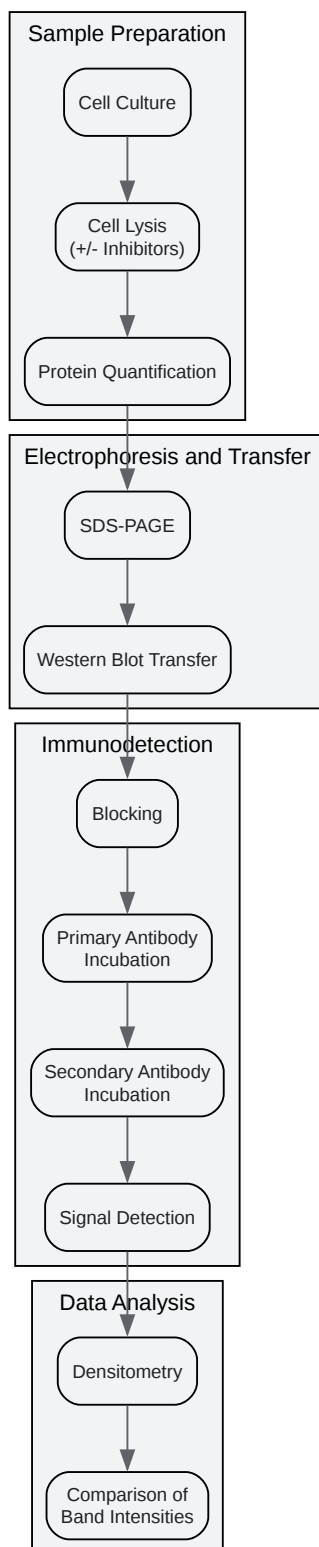 Sample Preparation
Cell Culture
Cell Lysis
(+/- Inhibitors)
Protein Quantification
Electrophoresis and Transfer
SDS-PAGE
Western Blot Transfer
Immunodetection
Blocking
Primary Antibody
Incubation
Secondary Antibody
Incubation
Signal Detection
Data Analysis
Densitometry
Comparison of
Band Intensities